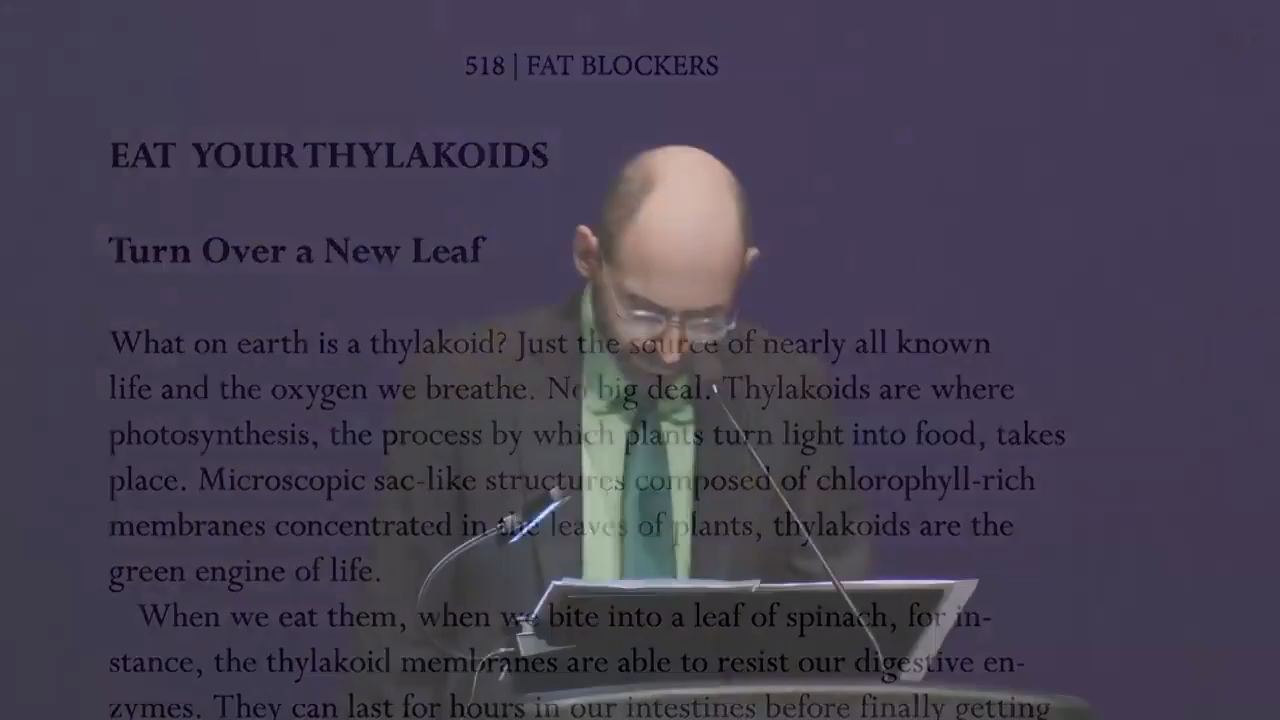 518 | FAT BLOCKERS
EAT YOUR THYLAKOIDS
Turn Over a New Leaf
What on earth is a thylakoid? Just the source of nearly all known
life and the oxygen we breathe. No big deal. Thylakoids are where
photosynthesis, the process by which plants turn light into food, takes
place. Microscopic sac-like structures composed of chlorophyll-rich
membranes concentrated in the leaves of plants, thylakoids are the
green engine of life.
When we eat them, when we bite into a leaf of spinach, for in-
stance, the thylakoid membranes are able to resist our digestive en-
zymes. They can last for hours in our intestines before finally getting